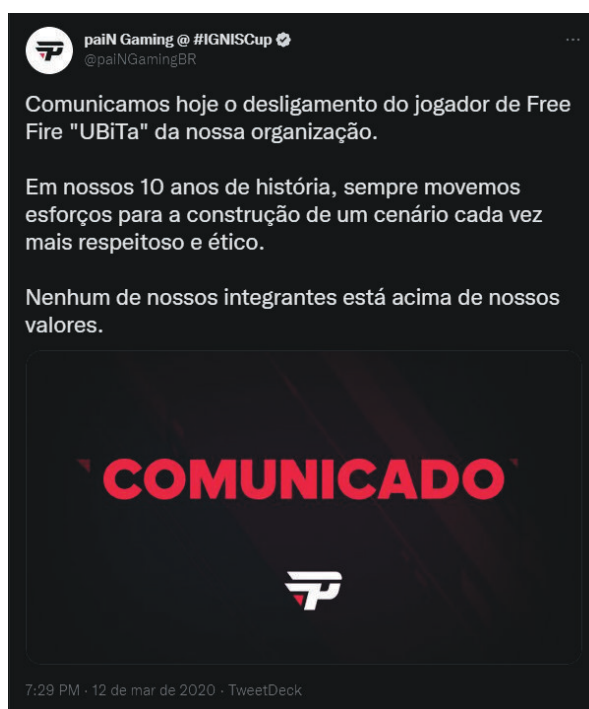 paiN Gaming @ #IGNISCup
@paiNGamingBR
Comunicamos hoje o desligamento do jogador de Free
Fire "UBiTa" da nossa organização.
Em nossos 10 anos de história, sempre movemos
esforços para a construção de um cenário cada vez
mais respeitoso e ético.
Nenhum de nossos integrantes está acima de nossos
valores.
COMUNICADO
7:29 PM · 12 de mar de 2020 · TweetDeck